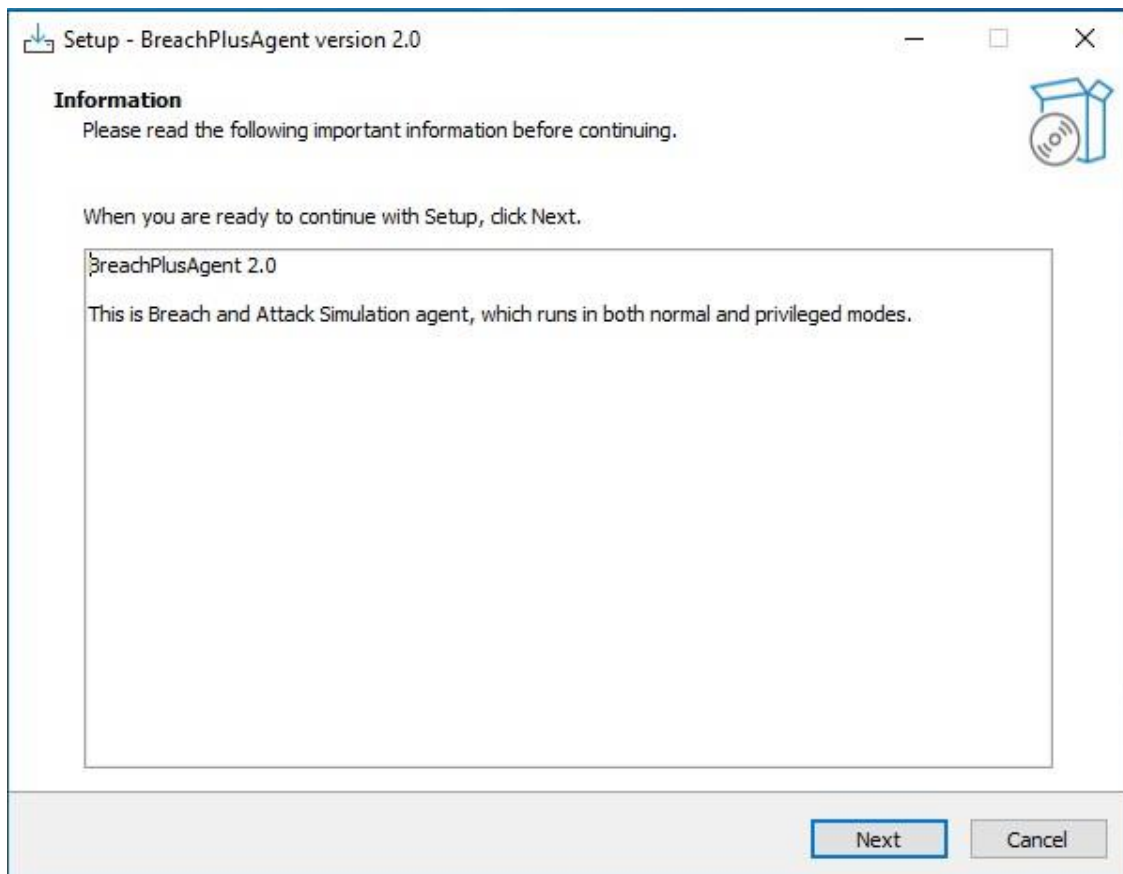 Setup - BreachPlusAgent version 2.0
Information
Please read the following important information before continuing.
When you are ready to continue with Setup, click Next.
BreachPlusAgent 2.0
This is Breach and Attack Simulation agent, which runs in both normal and privileged modes.
Next
Cancel